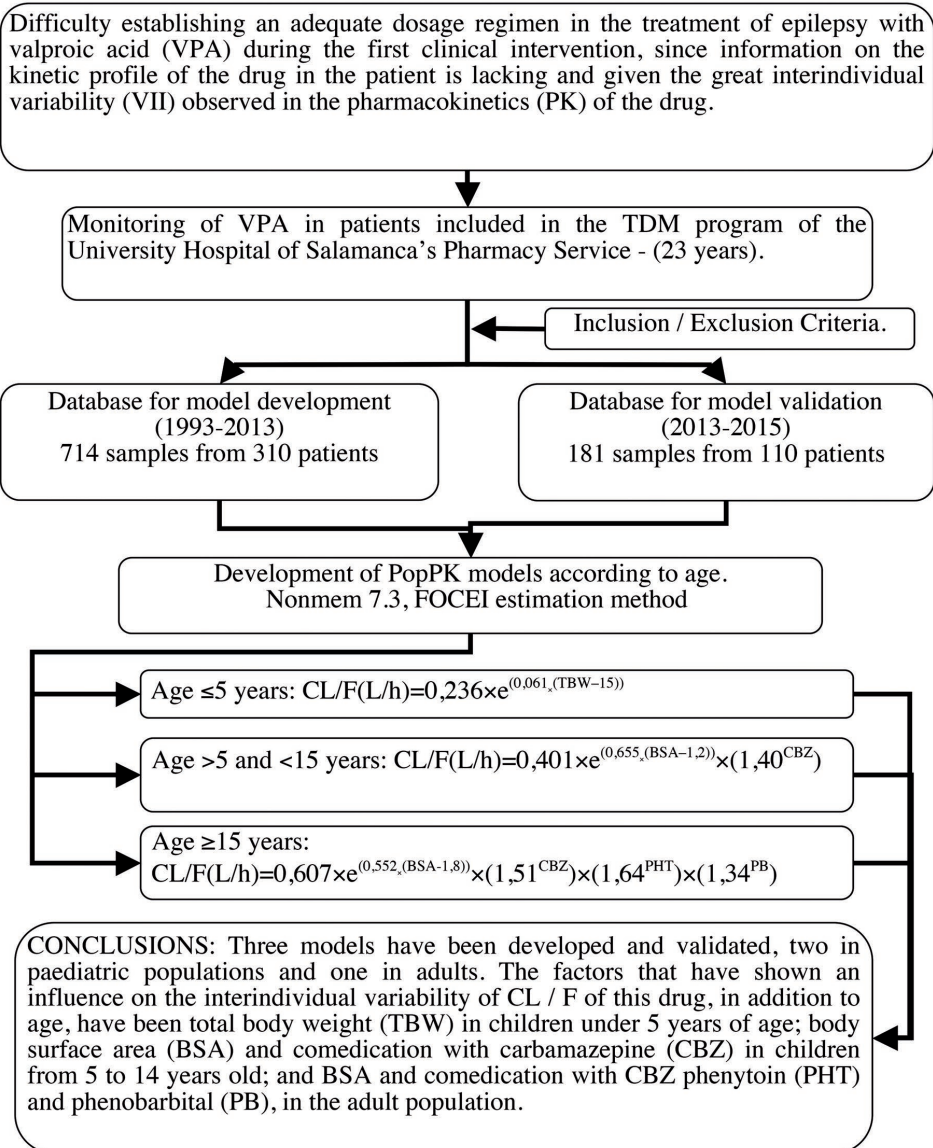 Difficulty establishing an adequate dosage regimen in the treatment of epilepsy with
valproic acid (VPA) during the first clinical intervention, since information on the
kinetic profile of the drug in the patient is lacking and given the great interindividual
variability (VII) observed in the pharmacokinetics (PK) of the drug.
Monitoring of VPA in patients included in the TDM program of the
University Hospital of Salamanca's Pharmacy Service - (23 years).
Inclusion / Exclusion Criteria.
Database for model development
(1993-2013)
714 samples from 310 patients
Database for model validation
(2013-2015)
181 samples from 110 patients
Development of PopPK models according to age.
Nonmem 7.3, FOCEI estimation method
Age ≤5 years: CL/F(L/h)=0,236×e^(0,061×(TBW–15))
Age >5 and <15 years: CL/F(L/h)=0,401×e^(0,655×(BSA–1,2))×(1,40^CBZ)
Age ≥15 years:
CL/F(L/h)=0,607×e^(0,552×(BSA-1,8))×(1,51^CBZ)×(1,64^PHT)×(1,34^PB)
CONCLUSIONS: Three models have been developed and validated, two in
paediatric populations and one in adults. The factors that have shown an
influence on the interindividual variability of CL / F of this drug, in addition to
age, have been total body weight (TBW) in children under 5 years of age; body
surface area (BSA) and comedication with carbamazepine (CBZ) in children
from 5 to 14 years old; and BSA and comedication with CBZ phenytoin (PHT)
and phenobarbital (PB), in the adult population.